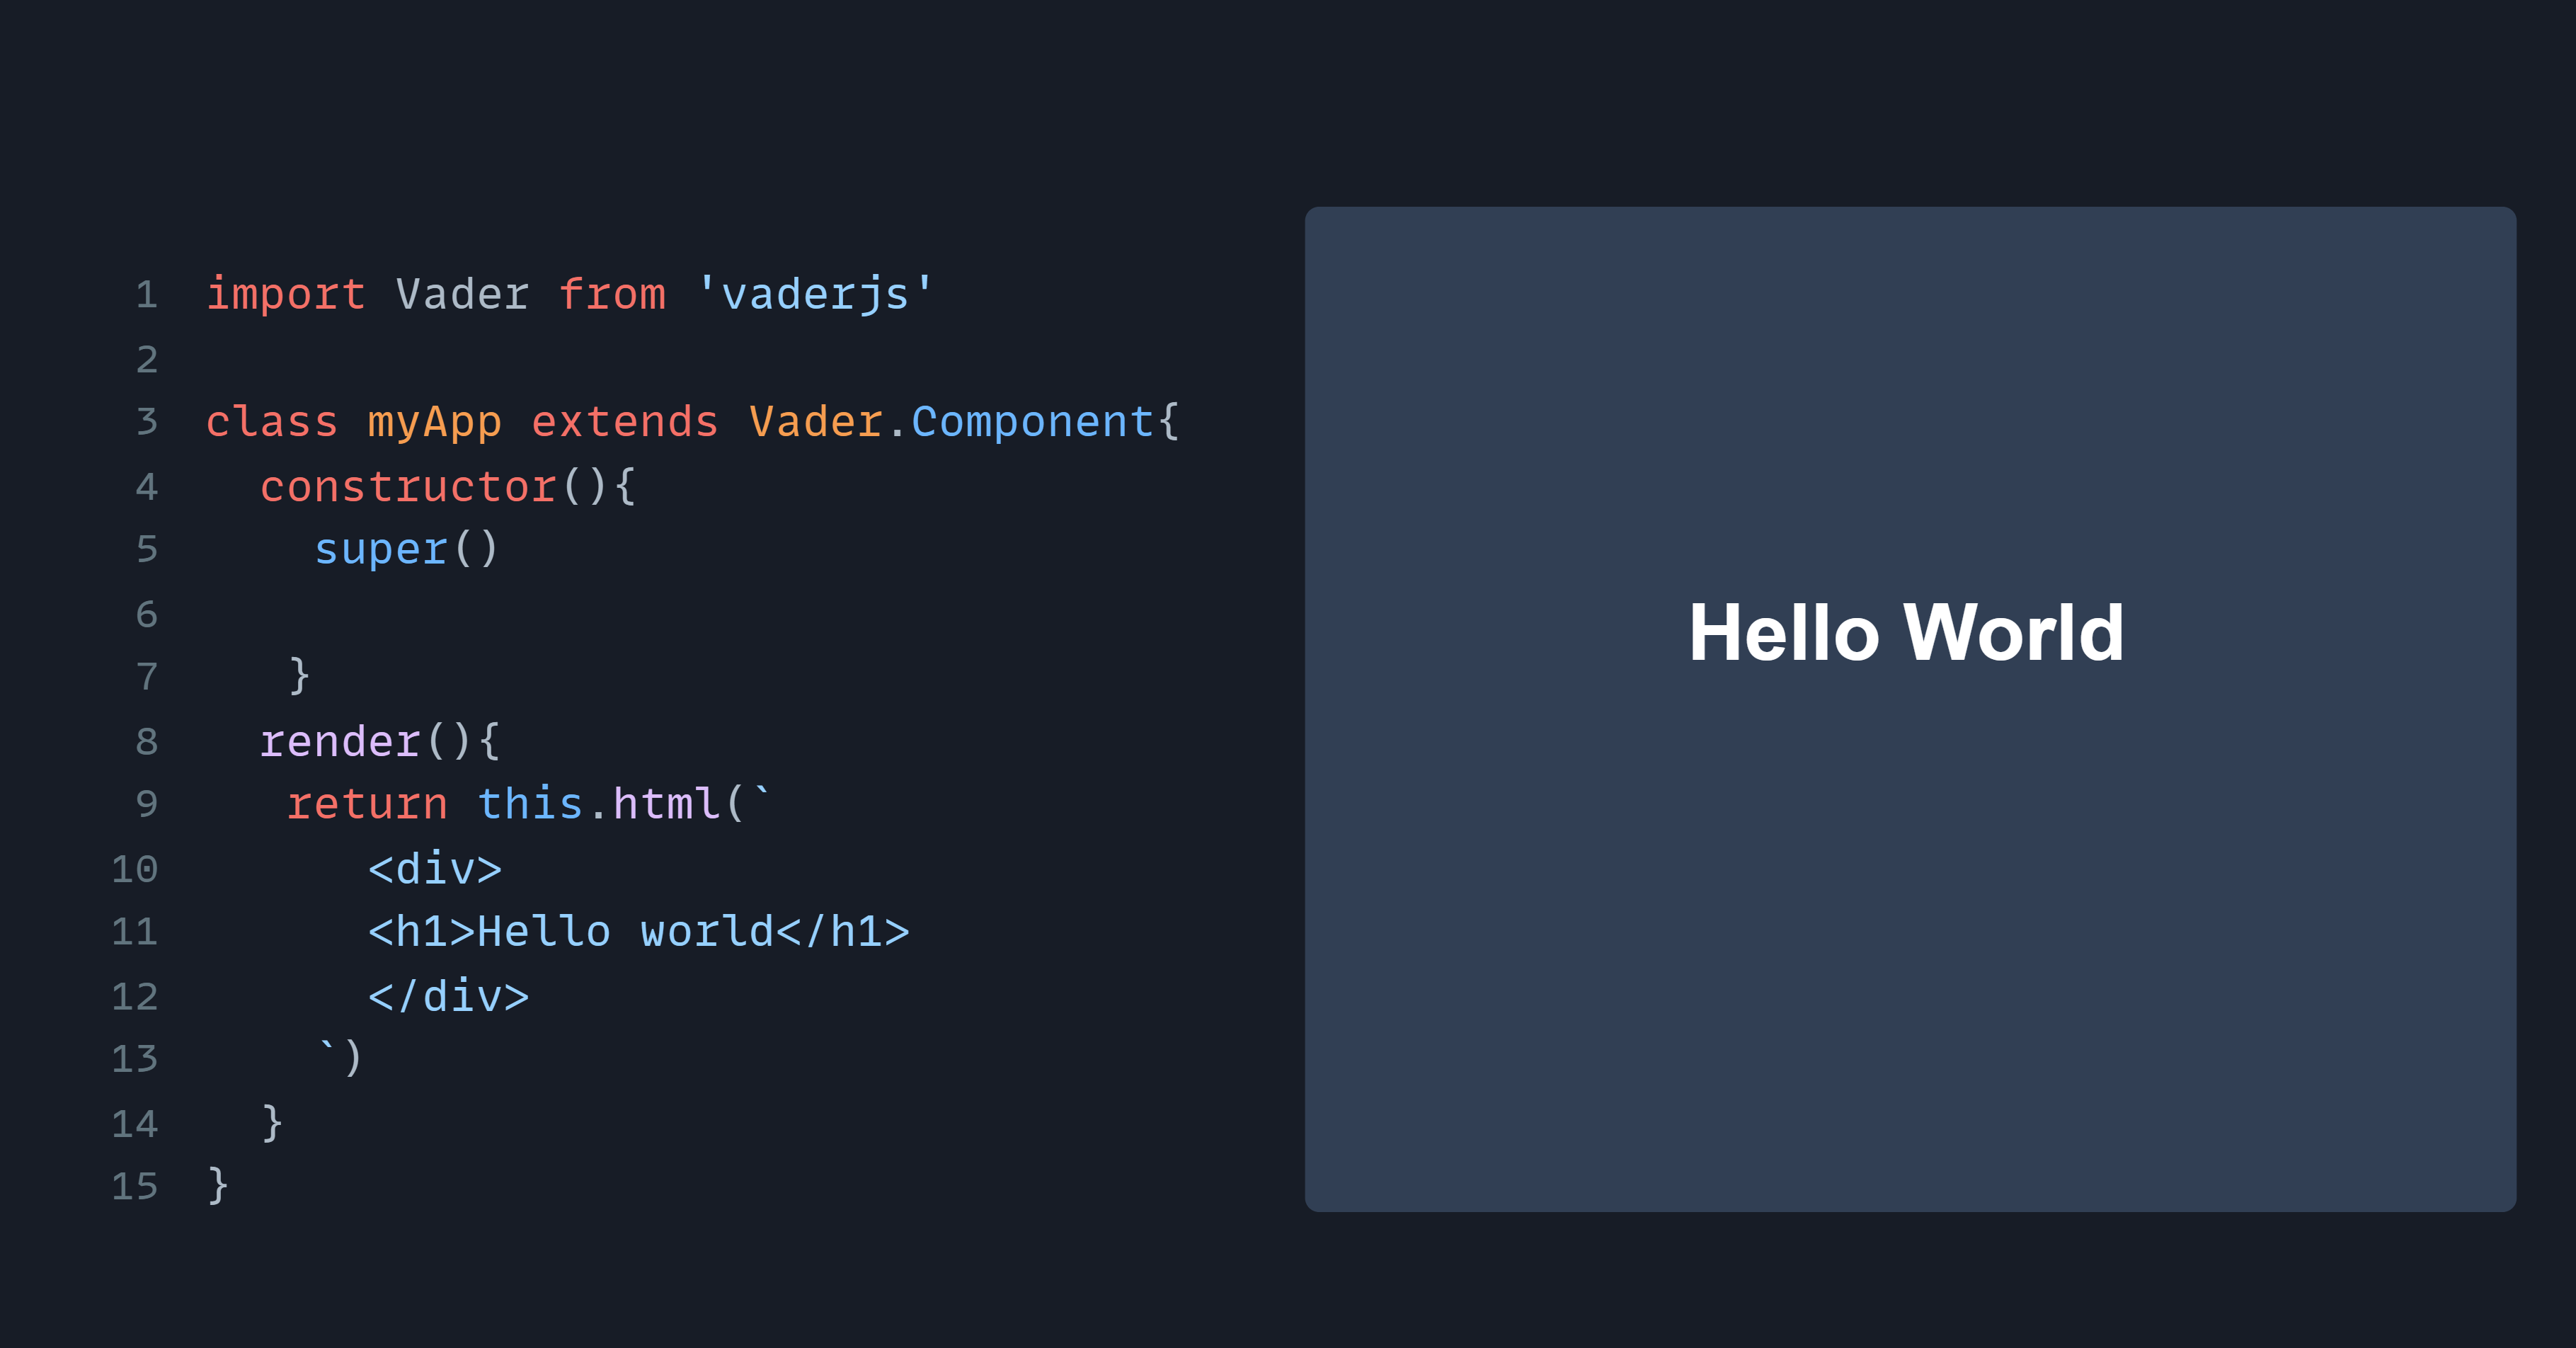 1 import Vader from 'vaderjs'
2
3 class myApp extends Vader.Component{
4   constructor(){
5     super()
6
7    }
8   render(){
9    return this.html(`
10       <div>
11       <h1>Hello world</h1>
12       </div>
13     `)
14   }
15 }
Hello World